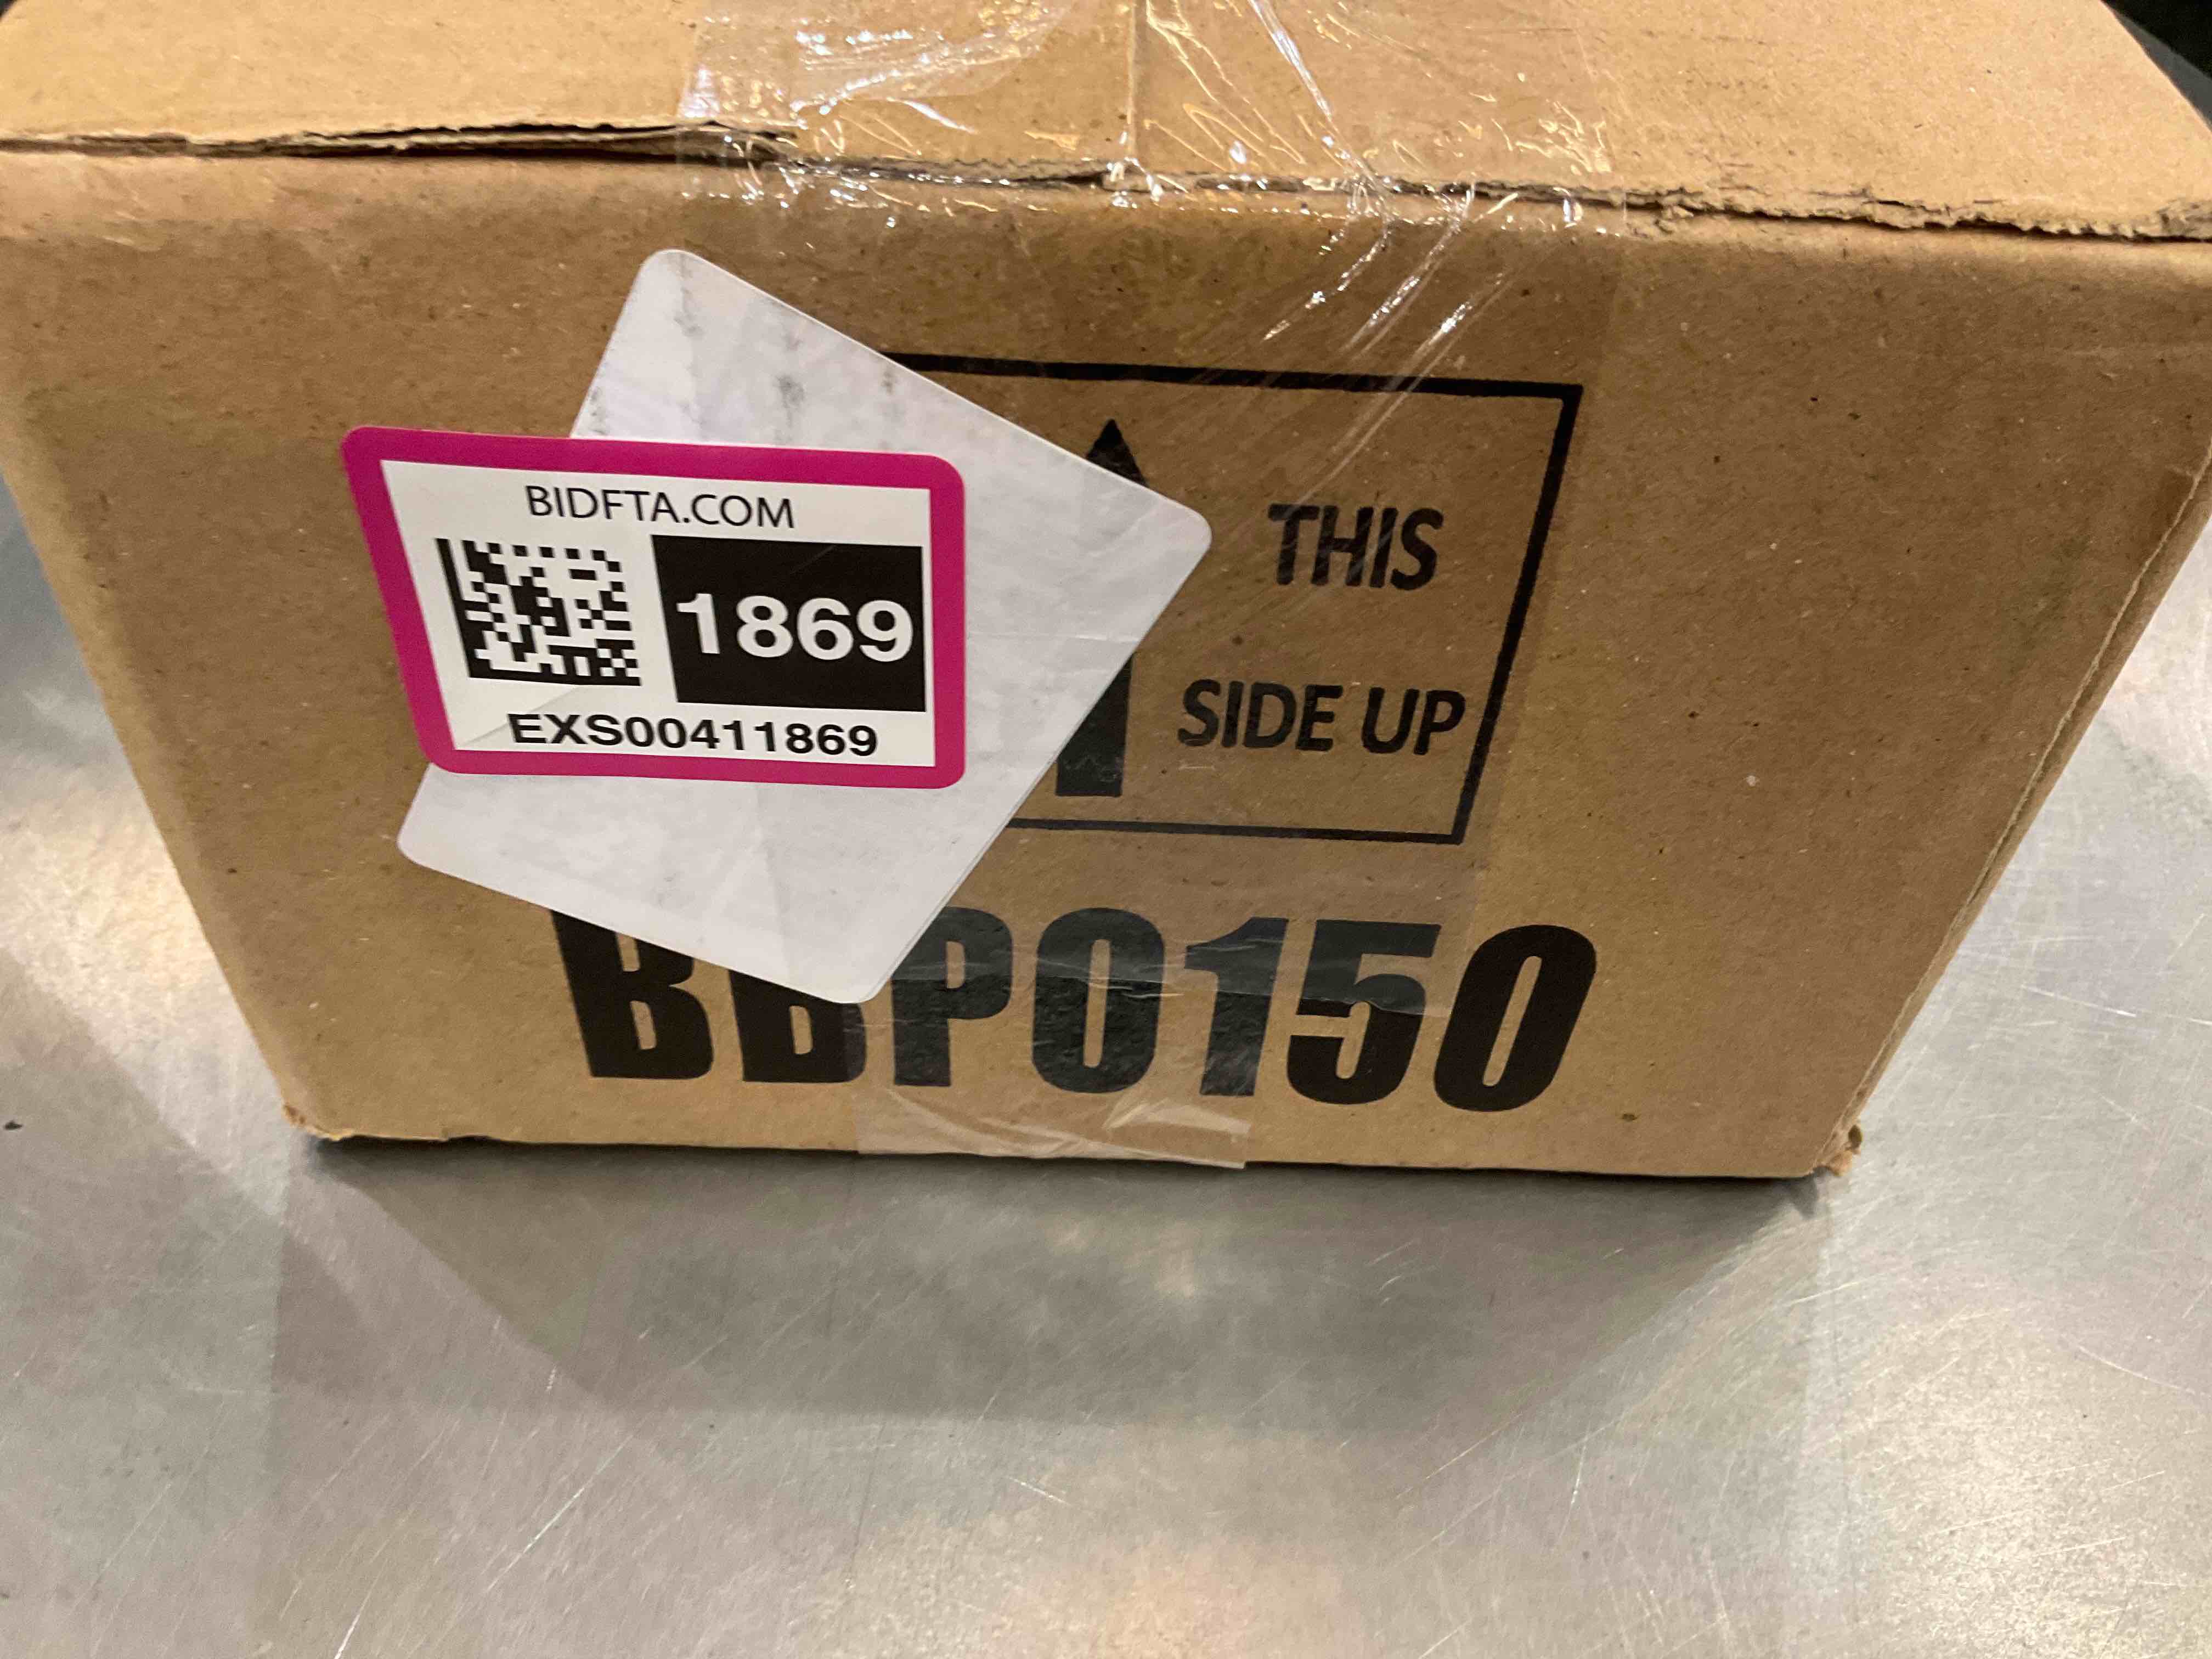 BIDFTA.COM
1869
EXS00411869
THIS
SIDE UP
BBP0150